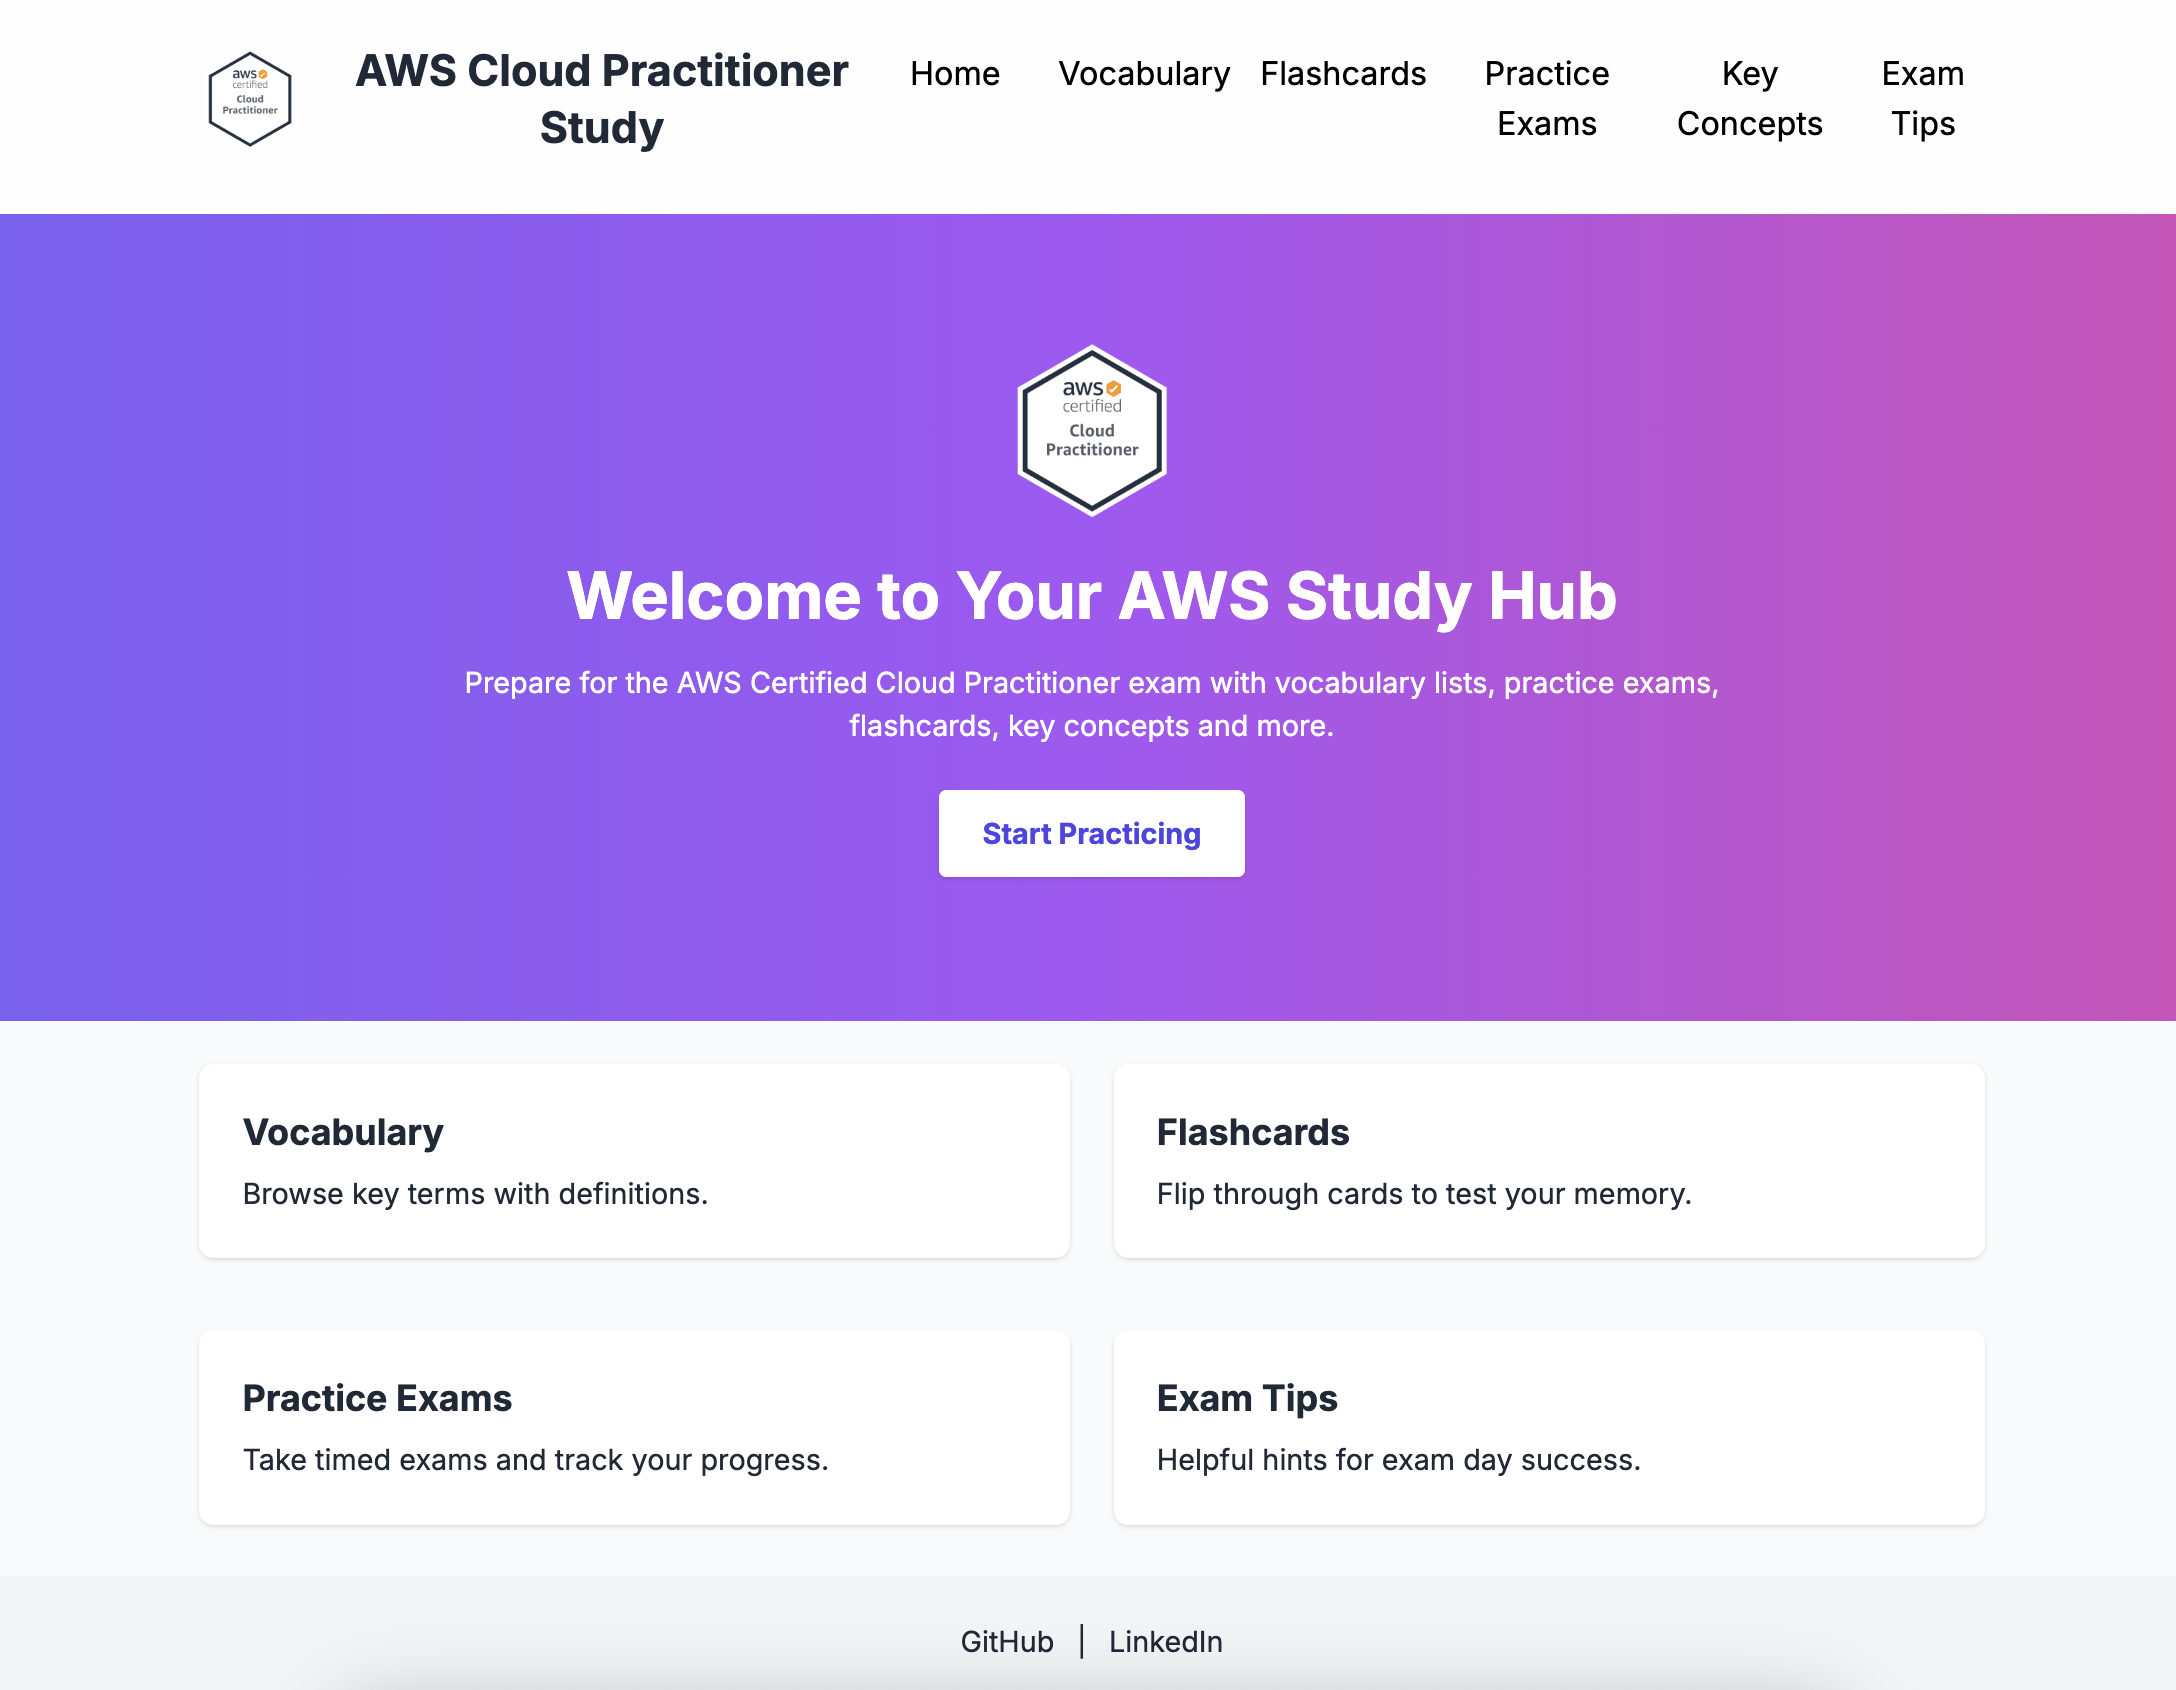 aws
certified
Cloud
Practitioner
AWS Cloud Practitioner
Study
Home
Vocabulary
Flashcards
Practice
Exams
Key
Concepts
Exam
Tips
aws
certified
Cloud
Practitioner
Welcome to Your AWS Study Hub
Prepare for the AWS Certified Cloud Practitioner exam with vocabulary lists, practice exams,
flashcards, key concepts and more.
Start Practicing
Vocabulary
Browse key terms with definitions.
Flashcards
Flip through cards to test your memory.
Practice Exams
Take timed exams and track your progress.
Exam Tips
Helpful hints for exam day success.
GitHub | LinkedIn